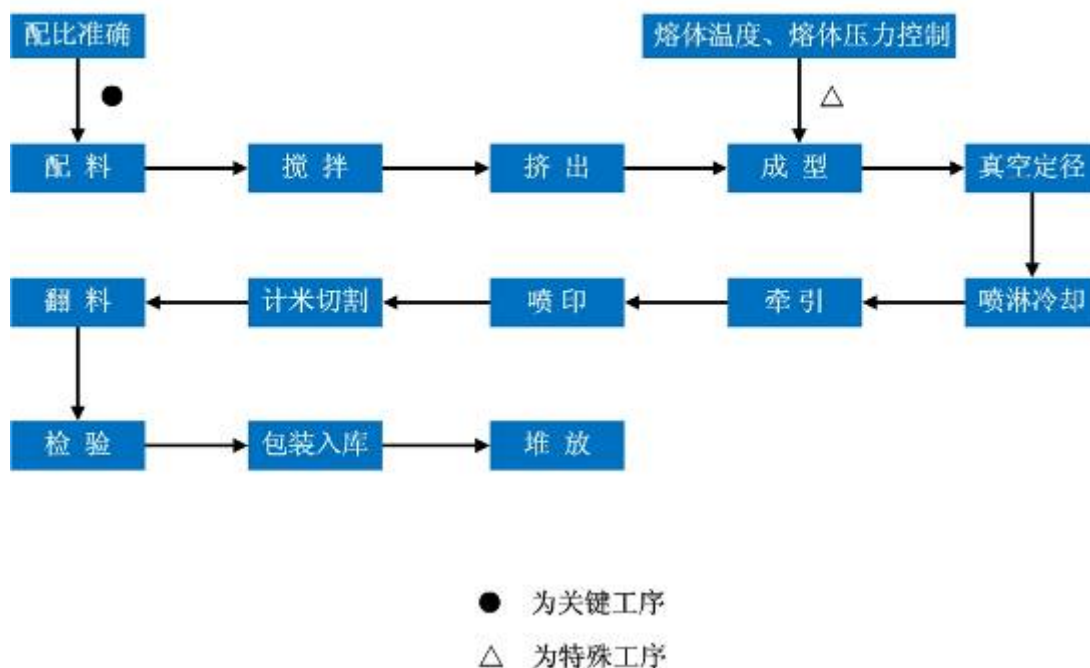 配比准确
熔体温度、熔体压力控制
配 料
搅 拌
挤 出
成 型
真空定径
翻 料
计米切割
喷印
牵引
喷淋冷却
检 验
包装入库
堆 放
● 为关键工序
△ 为特殊工序